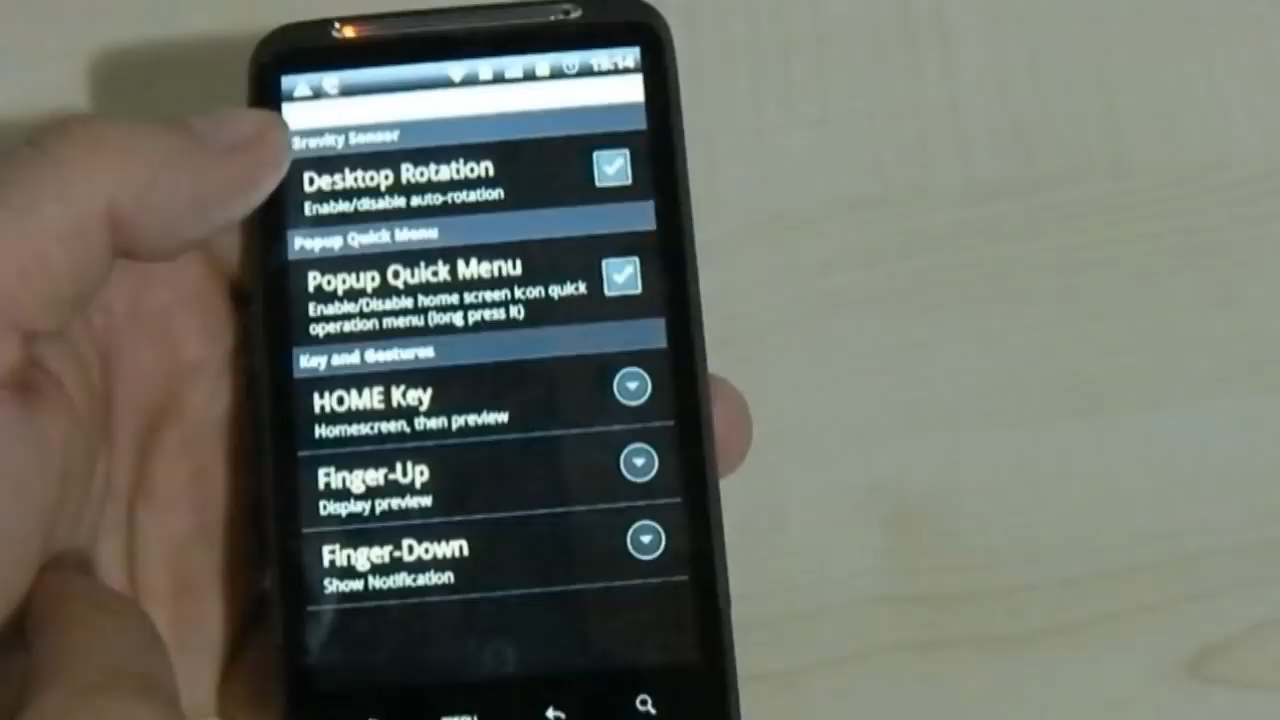 Gravity Sensor
Desktop Rotation
Enable/disable auto-rotation
Popup Quick Menu
Popup Quick Menu
Enable/Disable home screen icon quick
operation menu (long press it)
Key and Gestures
HOME Key
Homescreen, then preview
Finger-Up
Display preview
Finger-Down
Show Notification